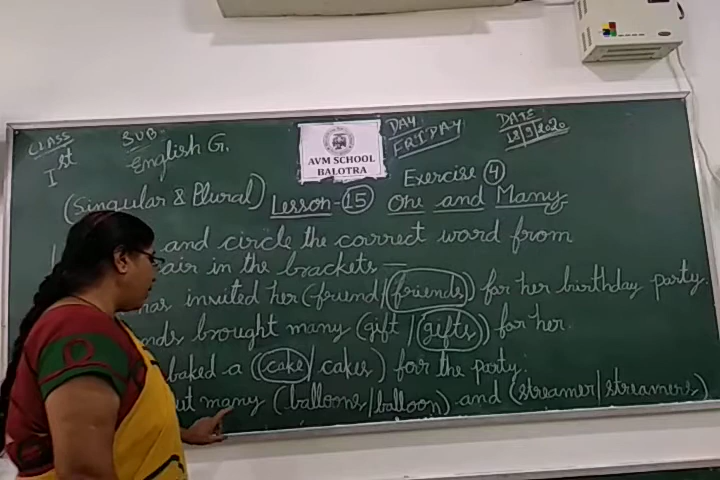 CLASS SUB DAY DATE
Ist English G. FRIDAY 18/9/2020
AVM SCHOOL
BALOTRA
Exercise 4
(Singular & Plural) Lesson-15 One and Many
and circle the correct word from
pair in the brackets—
has invited her (friend/friends) for her birthday party.
brought many (gift/gifts) for her.
baked a (cake/cakes) for the party.
many (balloons/balloon) and (streamer/streamers)